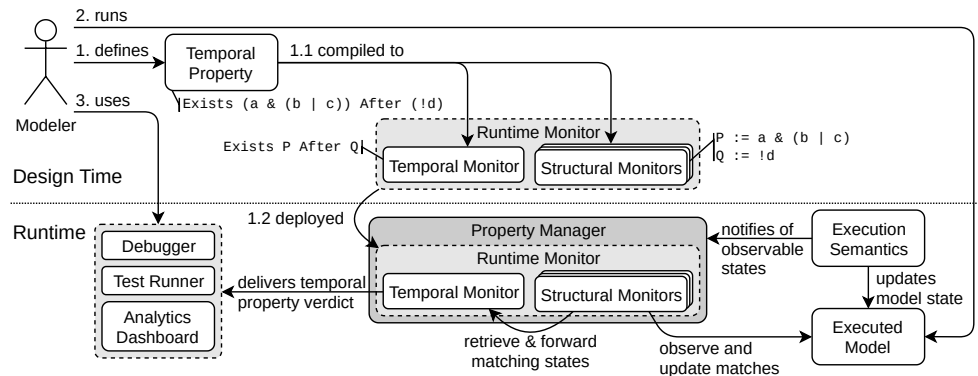 2. runs
1. defines
3. uses
Modeler
Temporal
Property
1.1 compiled to
Exists (a & (b | c)) After (!d)
Runtime Monitor
Exists P After Q
Temporal Monitor
Structural Monitors
P := a & (b | c)
Q := !d
Design Time
Runtime
1.2 deployed
Property Manager
Runtime Monitor
Temporal Monitor
Structural Monitors
notifies of
observable
states
Execution
Semantics
updates
model state
Executed
Model
Debugger
Test Runner
Analytics
Dashboard
delivers temporal
property verdict
retrieve & forward
matching states
observe and
update matches